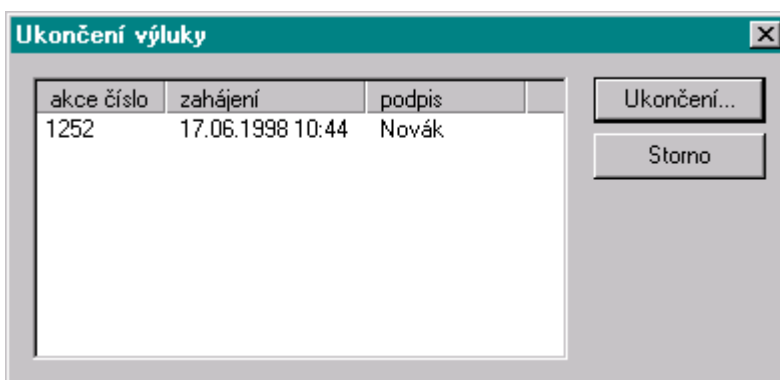 Ukončení výluky
akce číslo zahájení podpis
1252 17.06.1998 10:44 Novák
Ukončení...
Storno